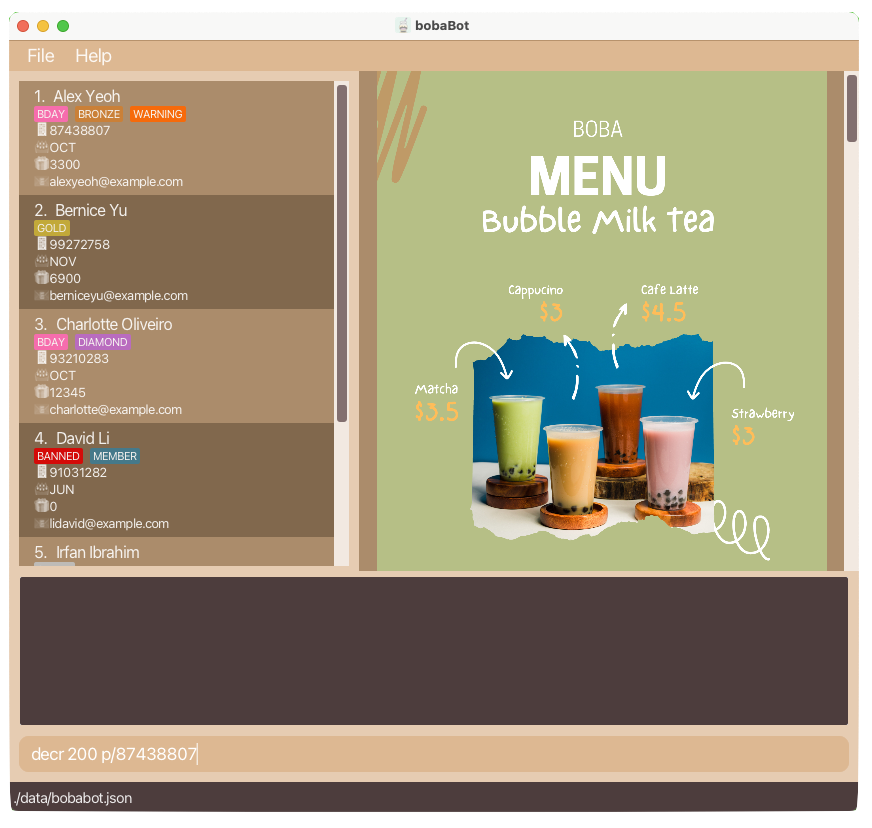 bobaBot
File Help
1. Alex Yeoh
BDAY BRONZE WARNING
87438807
OCT
3300
alexyeoh@example.com
2. Bernice Yu
GOLD
99272758
NOV
6900
berniceyu@example.com
3. Charlotte Oliveiro
BDAY DIAMOND
93210283
OCT
12345
charlotte@example.com
4. David Li
BANNED MEMBER
91031282
JUN
0
lidavid@example.com
5. Irfan Ibrahim
BOBA
MENU
Bubble Milk Tea
Cappucino
$3
Cafe Latte
$4.5
Matcha
$3.5
Strawberry
$3
decr 200 p/87438807
./data/bobabot.json